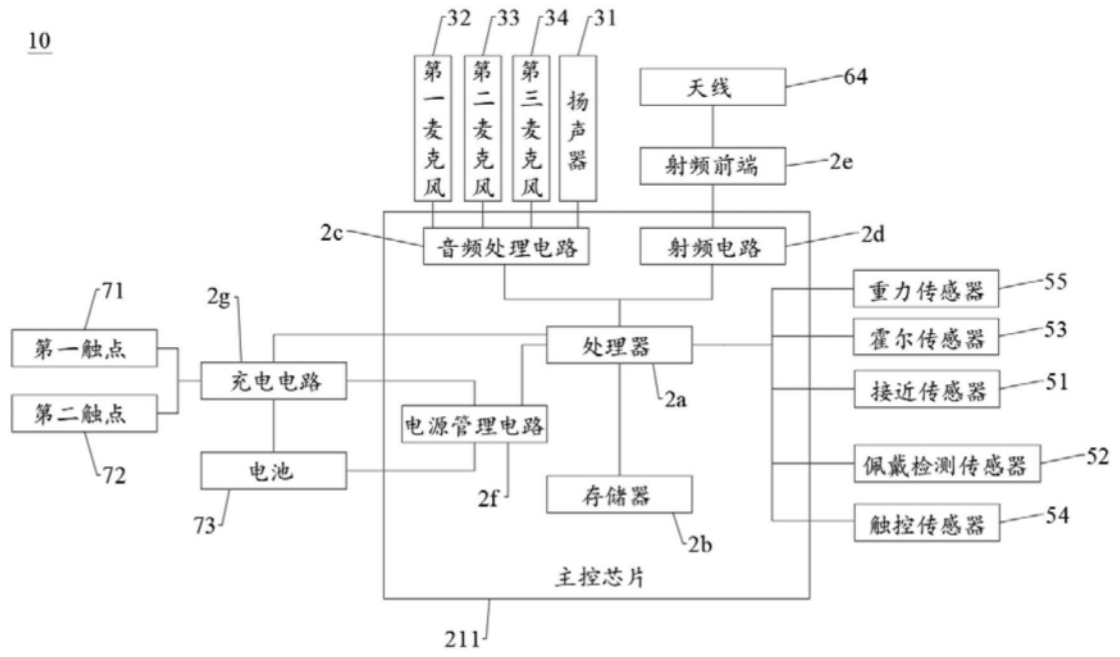 10
32
33
34
31
第一麦克风
第二麦克风
第三麦克风
扬声器
天线
64
射频前端
2e
2c
音频处理电路
射频电路
2d
71
2g
重力传感器
55
第一触点
处理器
霍尔传感器
53
充电电路
2a
接近传感器
51
第二触点
电源管理电路
72
电池
2f
佩戴检测传感器
52
73
存储器
触控传感器
54
2b
主控芯片
211